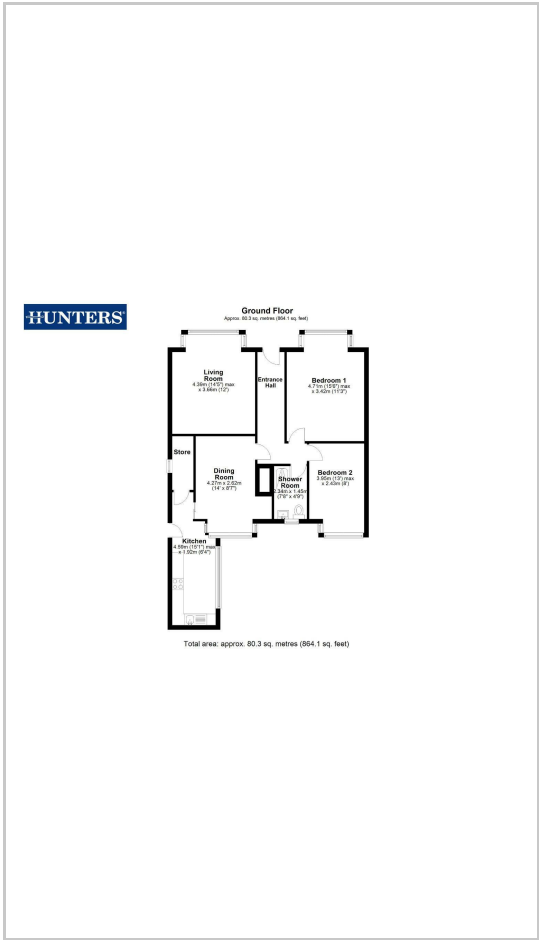 HUNTERS
Ground Floor
Approx. 80.3 sq. metres (864.1 sq. feet)
Living
Room
4.39m (14'5") max
x 3.66m (12')
Entrance
Hall
Bedroom 1
4.71m (15'6") max
x 3.42m (11'3")
Store
Dining
Room
4.27m x 2.62m
(14' x 8'7")
Shower
Room
2.34m x 1.45m
(7'8" x 4'9")
Bedroom 2
3.95m (13') max
x 2.43m (8')
Kitchen
4.59m (15'1") max
x 1.92m (6'4")
Total area: approx. 80.3 sq. metres (864.1 sq. feet)